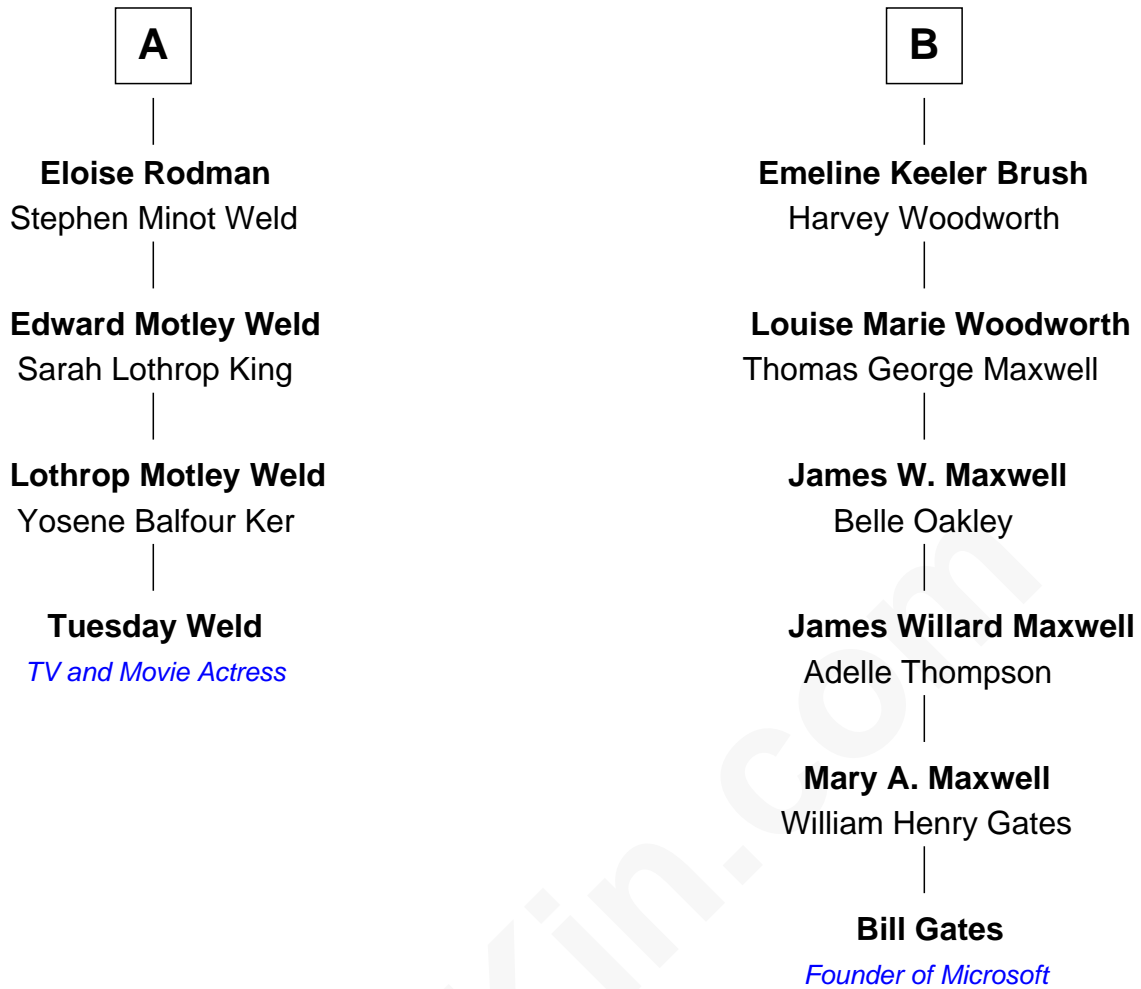 A
Eloise Rodman
Stephen Minot Weld
Edward Motley Weld
Sarah Lothrop King
Lothrop Motley Weld
Yosene Balfour Ker
Tuesday Weld
TV and Movie Actress
B
Emeline Keeler Brush
Harvey Woodworth
Louise Marie Woodworth
Thomas George Maxwell
James W. Maxwell
Belle Oakley
James Willard Maxwell
Adelle Thompson
Mary A. Maxwell
William Henry Gates
Bill Gates
Founder of Microsoft
Kin.com